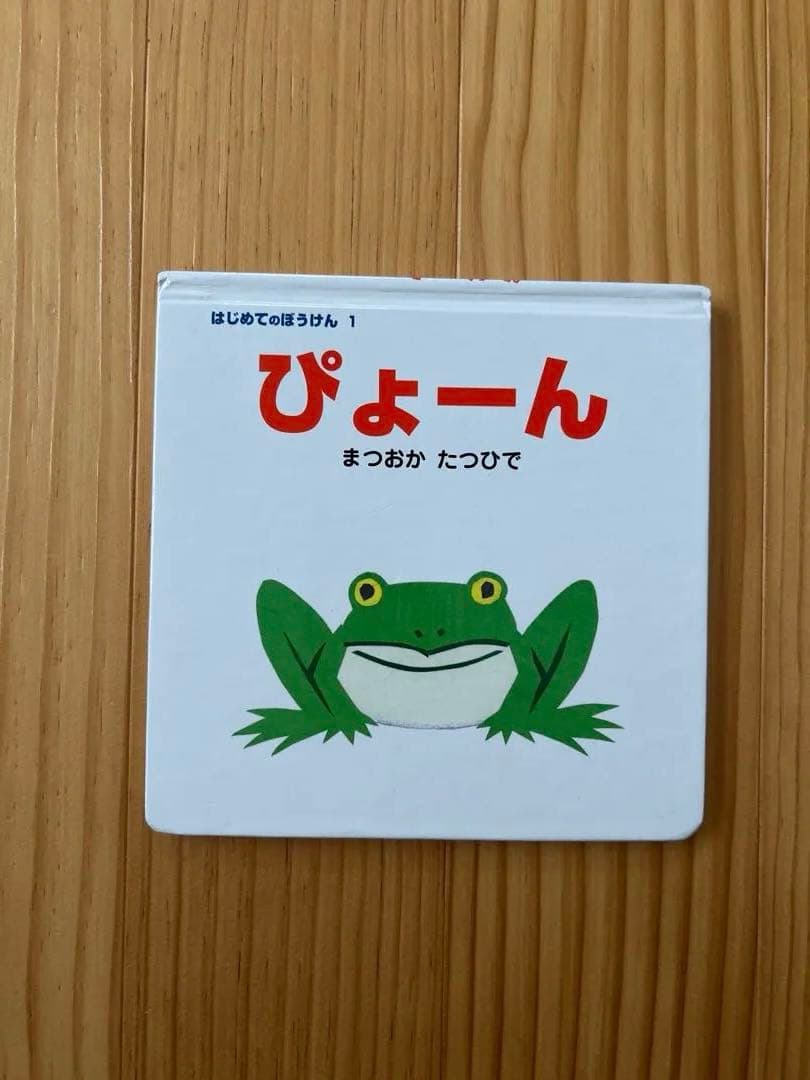 はじめてのぼうけん 1
ぴょーん
まつおか たつひで